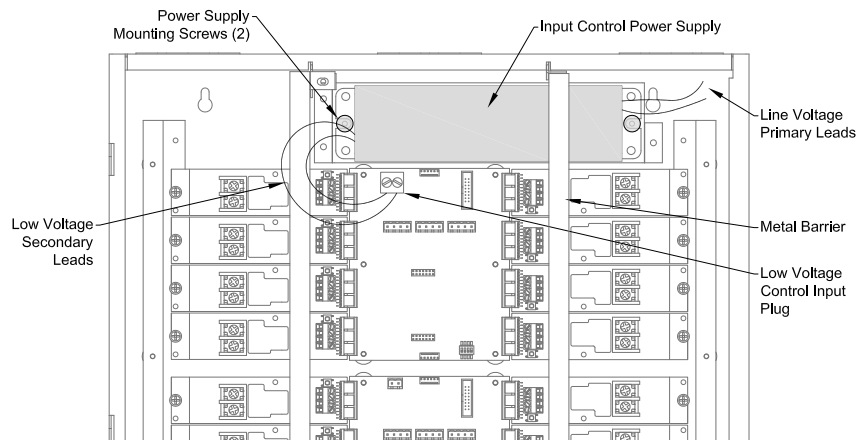 Power Supply
Mounting Screws (2)
Input Control Power Supply
Line Voltage
Primary Leads
Low Voltage
Secondary
Leads
Metal Barrier
Low Voltage
Control Input
Plug